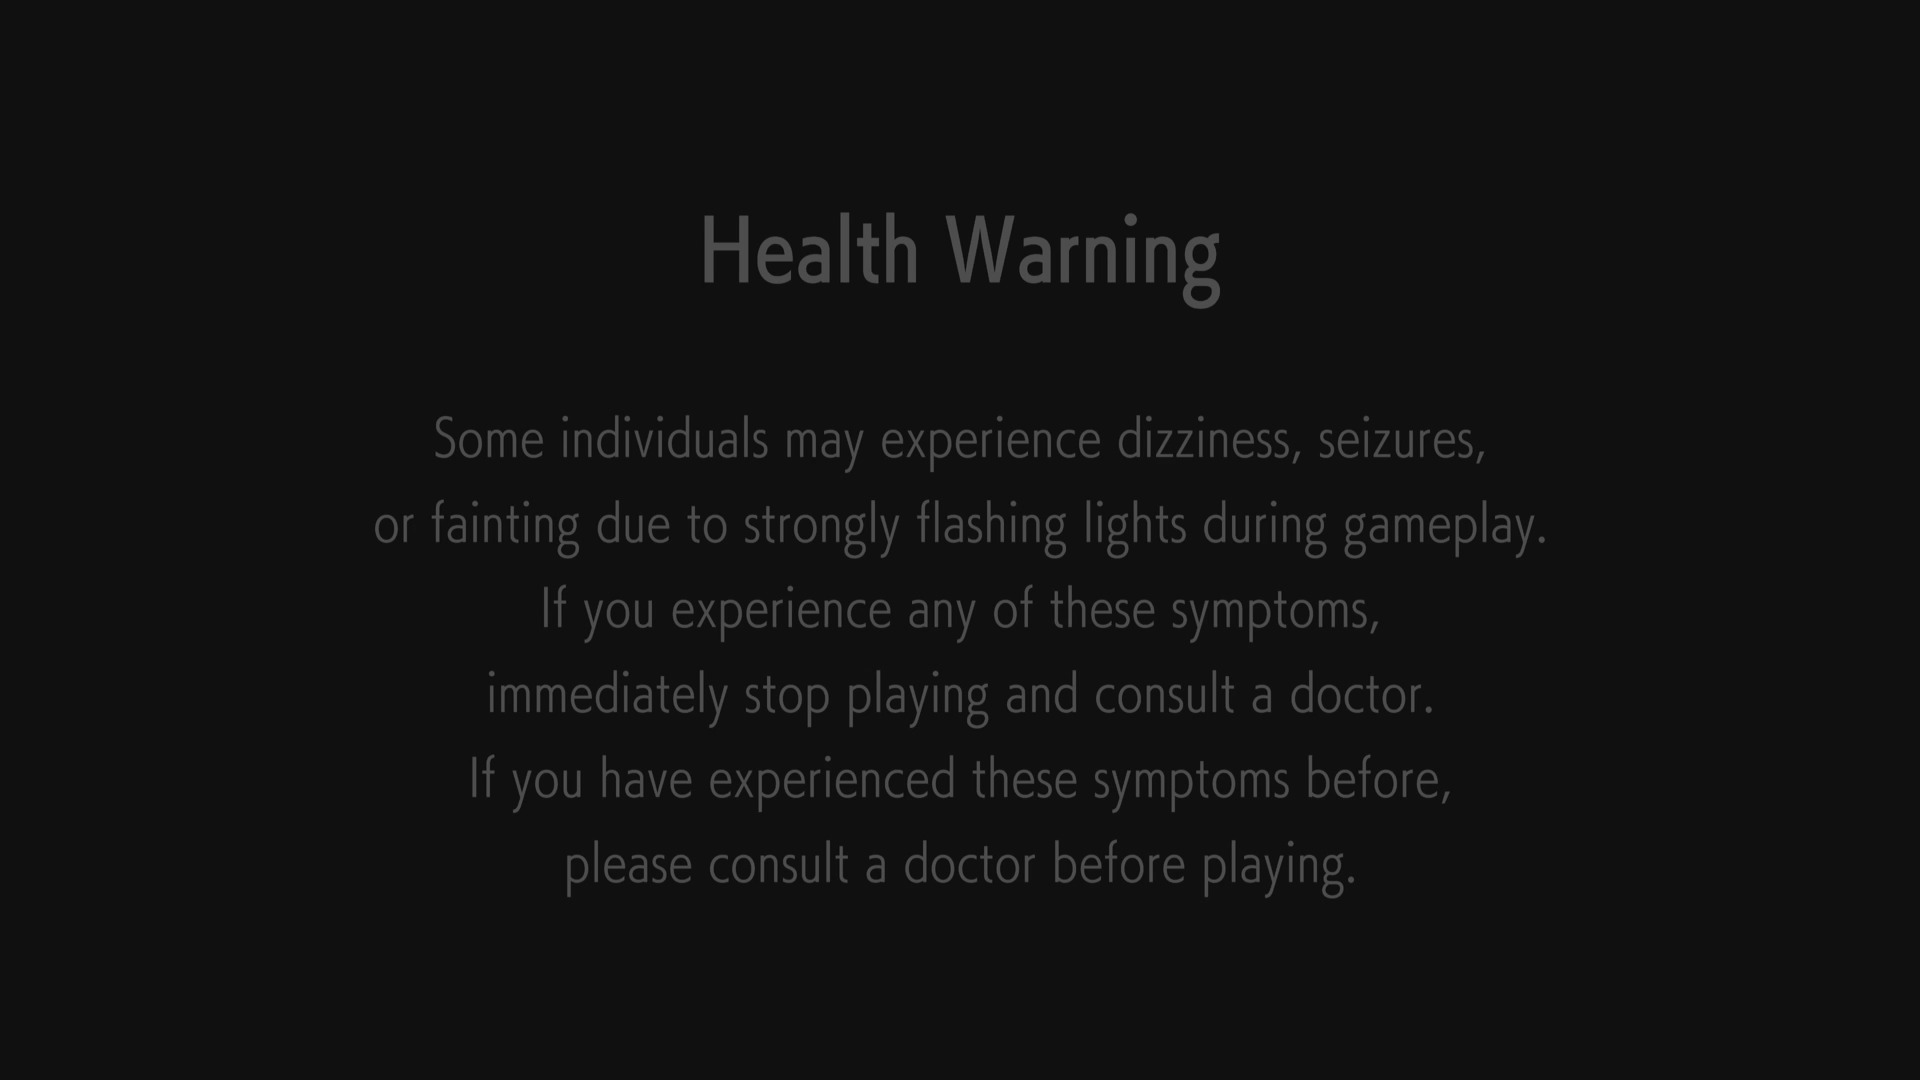 Health Warning
Some individuals may experience dizziness, seizures,
or fainting due to strongly flashing lights during gameplay.
If you experience any of these symptoms,
immediately stop playing and consult a doctor.
If you have experienced these symptoms before,
please consult a doctor before playing.